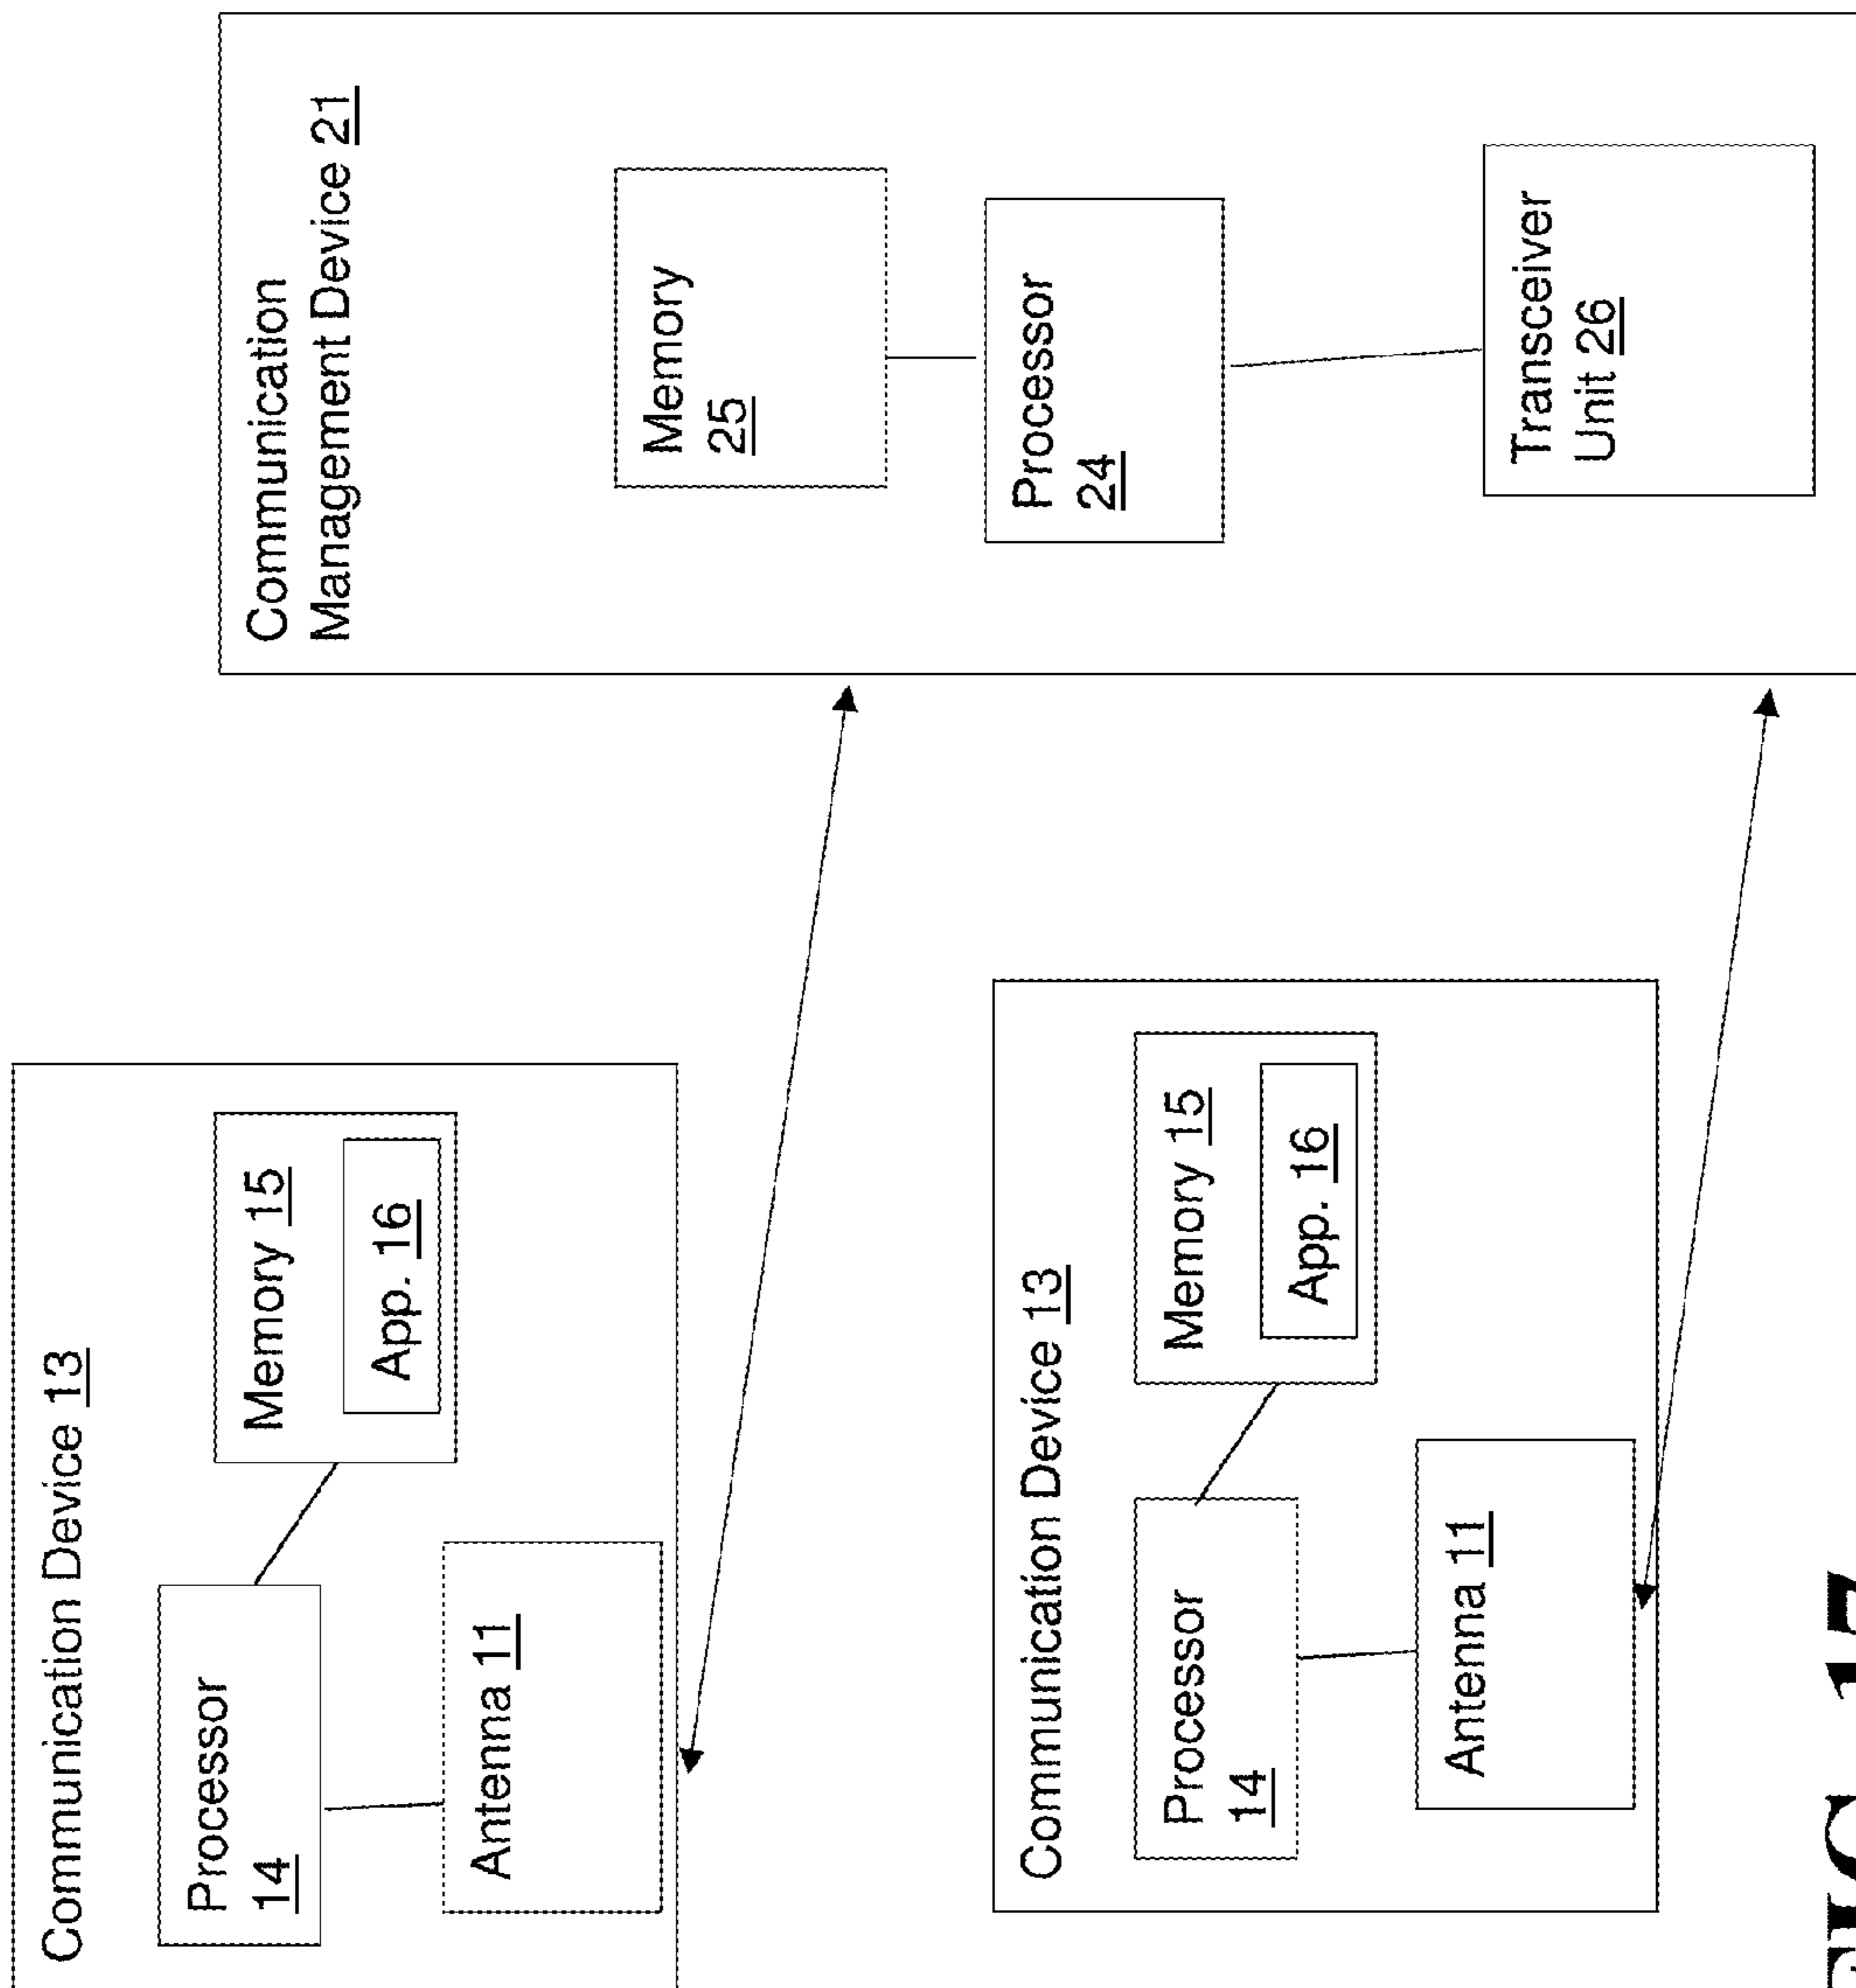 Communication Device 13
Processor
14
Memory 15
App. 16
Antenna 11
Communication
Management Device 21
Memory
25
Processor
24
Transceiver
Unit 26
Communication Device 13
Processor
14
Memory 15
App. 16
Antenna 11
FIG.